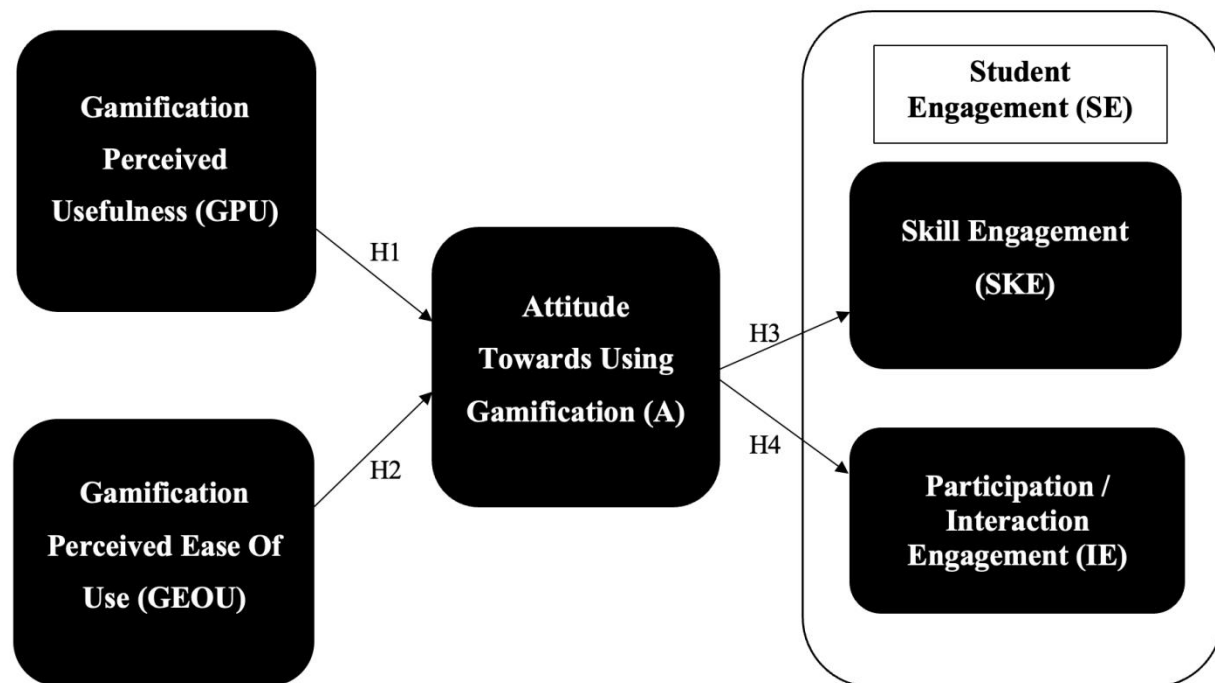 Gamification
Perceived
Usefulness (GPU)
H1
Gamification
Perceived Ease Of
Use (GEOU)
H2
Attitude
Towards Using
Gamification (A)
H3
H4
Student
Engagement (SE)
Skill Engagement
(SKE)
Participation /
Interaction
Engagement (IE)